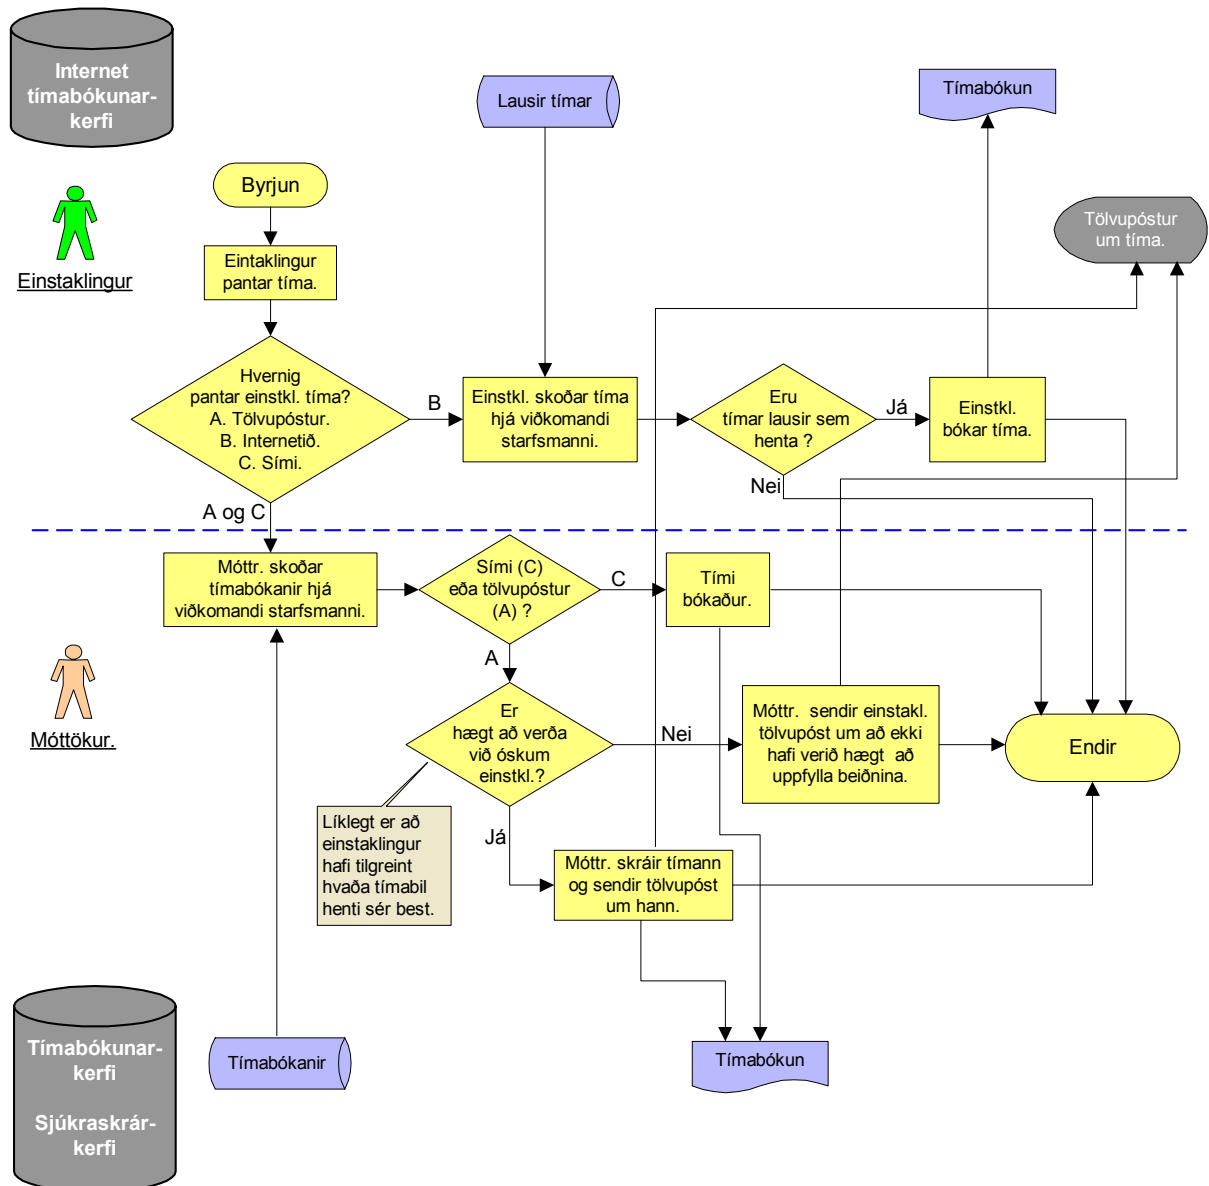 Internet
tímabókunar-
kerfi
Lausir tímar
Tímabókun
Byrjun
Tölvupóstur
um tíma.
Einstaklingur
Eintaklingur
pantar tíma.
Hvernig
pantar einstkl. tíma?
A. Tölvupóstur.
B. Internetið.
C. Sími.
B
Einstkl. skoðar tíma
hjá viðkomandi
starfsmanni.
Eru
tímar lausir sem
henta ?
Já
Einstkl.
bókar tíma.
Nei
A og C
Móttr. skoðar
tímabókanir hjá
viðkomandi starfsmanni.
Sími (C)
eða tölvupóstur
(A) ?
C
Tími
bókaður.
A
Móttökur.
Er
hægt að verða
við óskum
einstkl.?
Nei
Móttr.  sendir einstakl.
tölvupóst um að ekki
hafi verið hægt  að
uppfylla beiðnina.
Endir
Líklegt er að
einstaklingur
hafi tilgreint
hvaða tímabil
henti sér best.
Já
Móttr. skráir tímann
og sendir tölvupóst
um hann.
Tímabókunar-
kerfi
Sjúkraskrár-
kerfi
Tímabókanir
Tímabókun